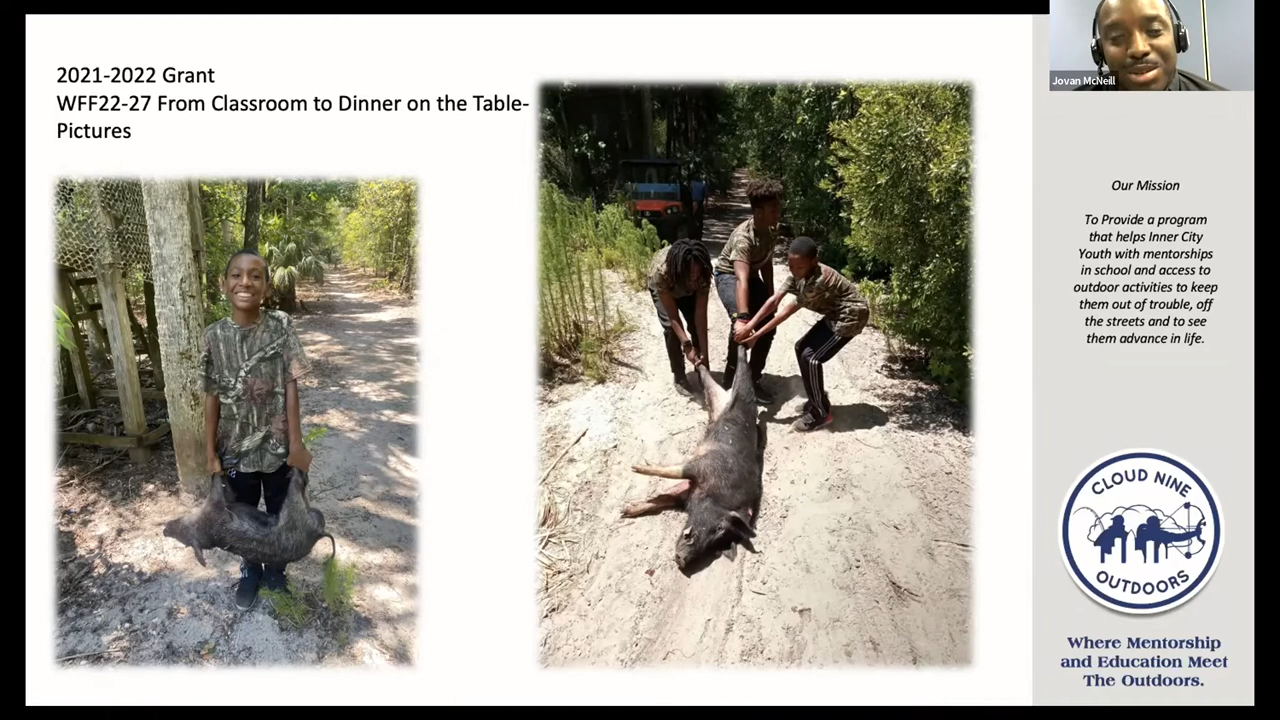 2021-2022 Grant
WFF22-27 From Classroom to Dinner on the Table-
Pictures
Jovan McNeill
Our Mission
To Provide a program
that helps Inner City
Youth with mentorships
in school and access to
outdoor activities to keep
them out of trouble, off
the streets and to see
them advance in life.
CLOUD NINE
OUTDOORS
Where Mentorship
and Education Meet
The Outdoors.